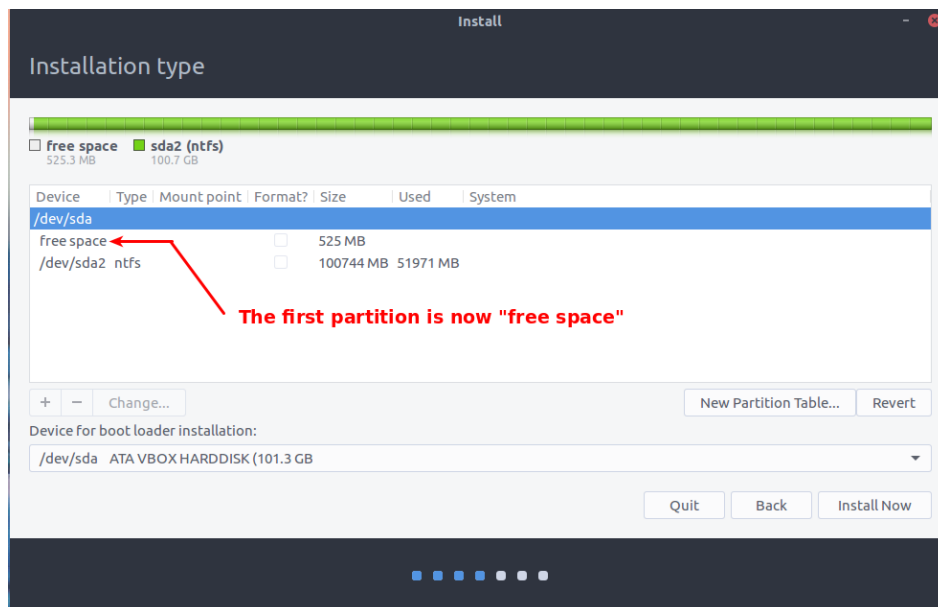 Install
Installation type
free space sda2 (ntfs)
525.3 MB 100.7 GB
Device Type Mount point Format? Size Used System
/dev/sda
free space 525 MB
/dev/sda2 ntfs 100744 MB 51971 MB
The first partition is now "free space"
+ − Change... New Partition Table... Revert
Device for boot loader installation:
/dev/sda ATA VBOX HARDDISK (101.3 GB
Quit Back Install Now